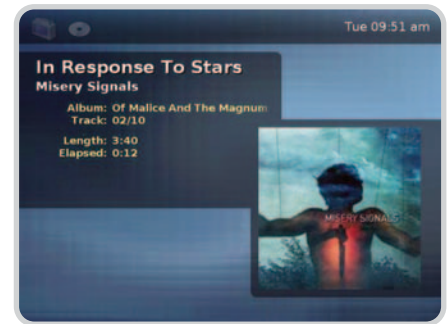 Tue 09:51 am
In Response To Stars
Misery Signals
Album: Of Malice And The Magnum
Track: 02/10
Length: 3:40
Elapsed: 0:12
MISERY SIGNALS